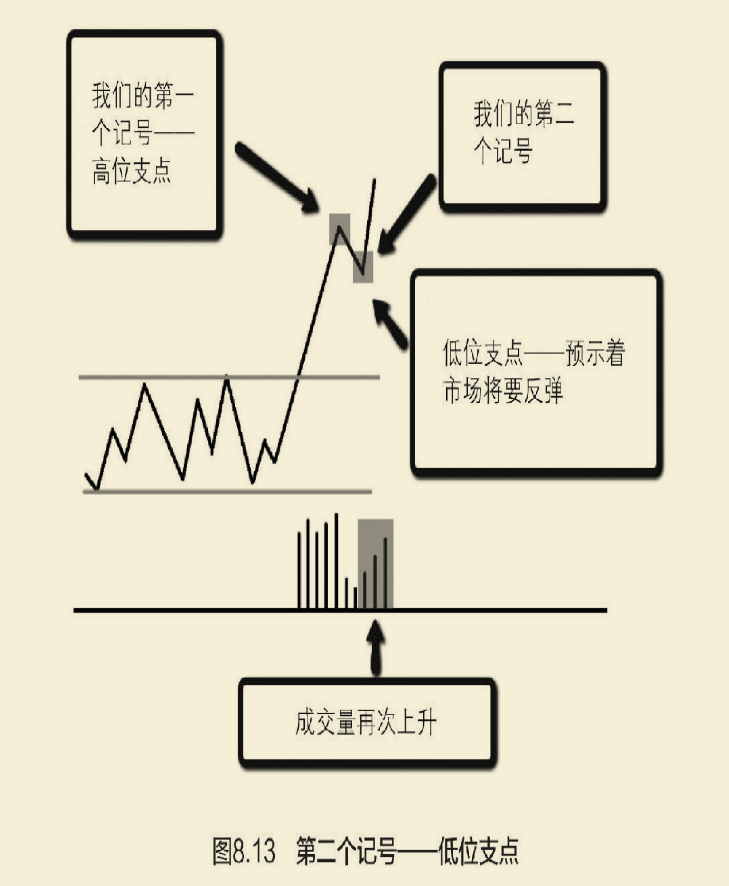 我们的第一
个记号——
高位支点
我们的第二
个记号
低位支点——预示着
市场将要反弹
成交量再次上升
图8.13 第二个记号——低位支点